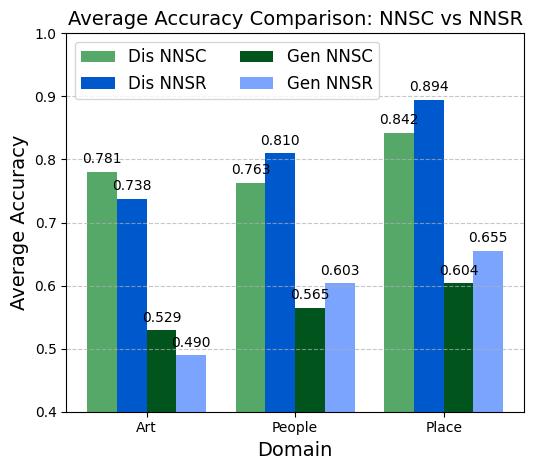 Average Accuracy Comparison: NNSC vs NNSR
Average Accuracy
1.0
0.9
0.8
0.7
0.6
0.5
0.4
Dis NNSC
Dis NNSR
Gen NNSC
Gen NNSR
0.781
0.738
0.529
0.490
0.763
0.810
0.565
0.603
0.842
0.894
0.604
0.655
Art
People
Place
Domain